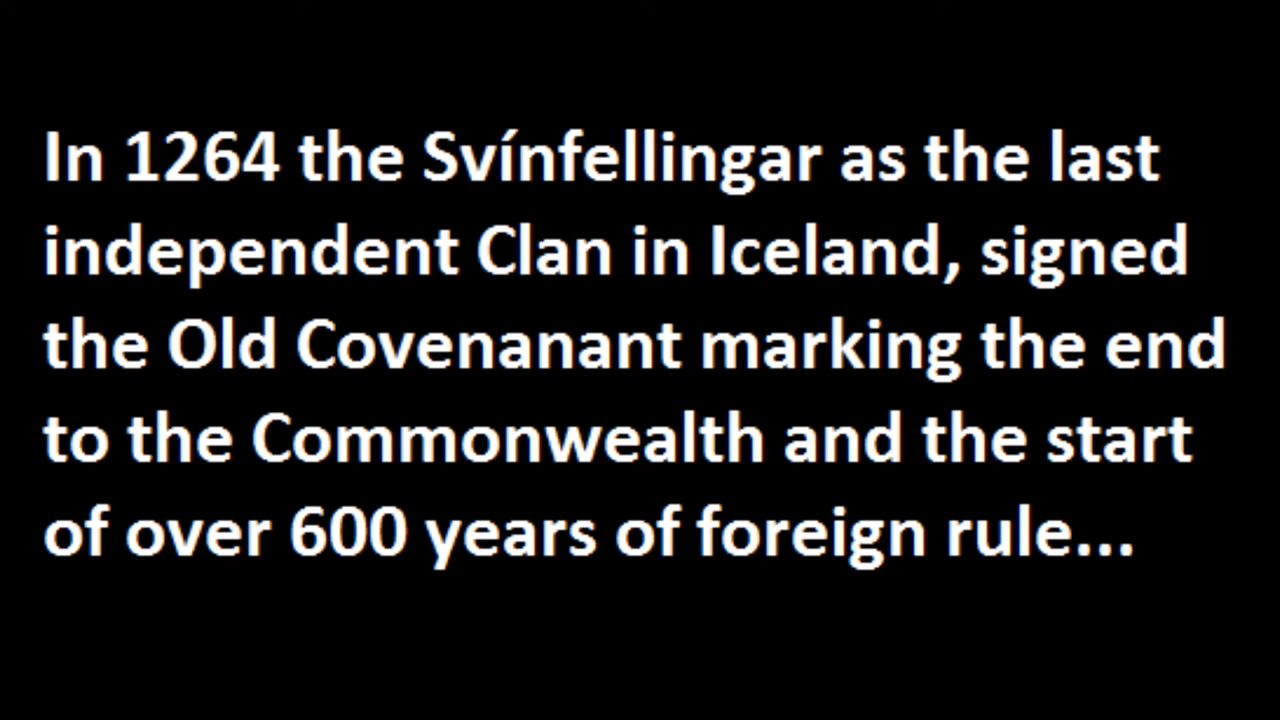 In 1264 the Svínfellingar as the last
independent Clan in Iceland, signed
the Old Covenanant marking the end
to the Commonwealth and the start
of over 600 years of foreign rule...